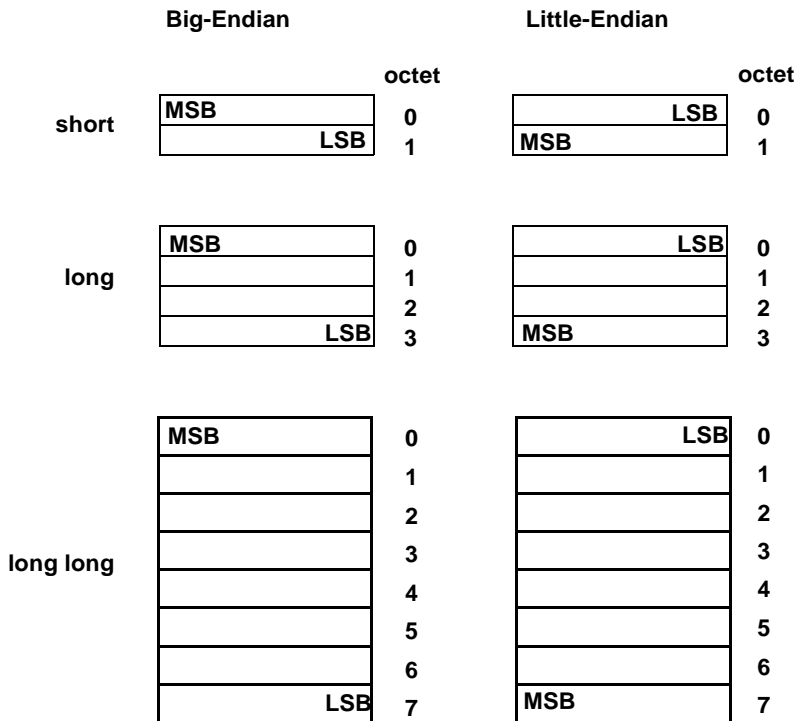 Big-Endian Little-Endian
octet octet
MSB 0 LSB 0
short
LSB 1 MSB 1
MSB 0 LSB 0
long 1 1
2 2
LSB 3 MSB 3
MSB 0 LSB 0
1 1
2 2
3 3
long long
4 4
5 5
6 6
LSB 7 MSB 7